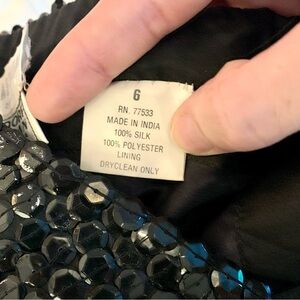 6
RN. 77533
MADE IN INDIA
100% SILK
100% POLYESTER
LINING
DRYCLEAN ONLY